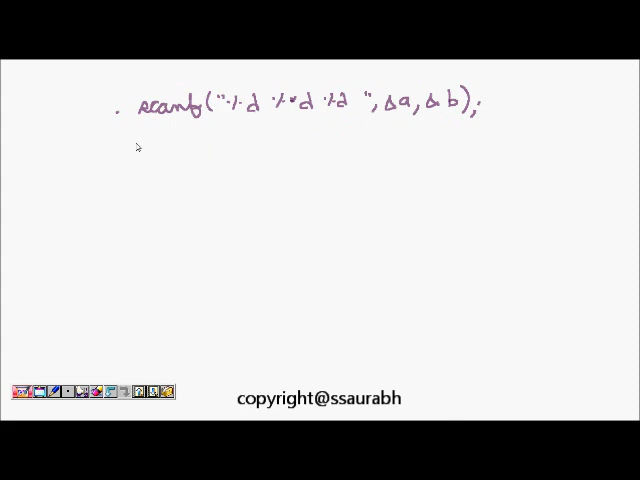 . scanf("%d %*d %d ", &a, &b);
copyright@ssaurabh